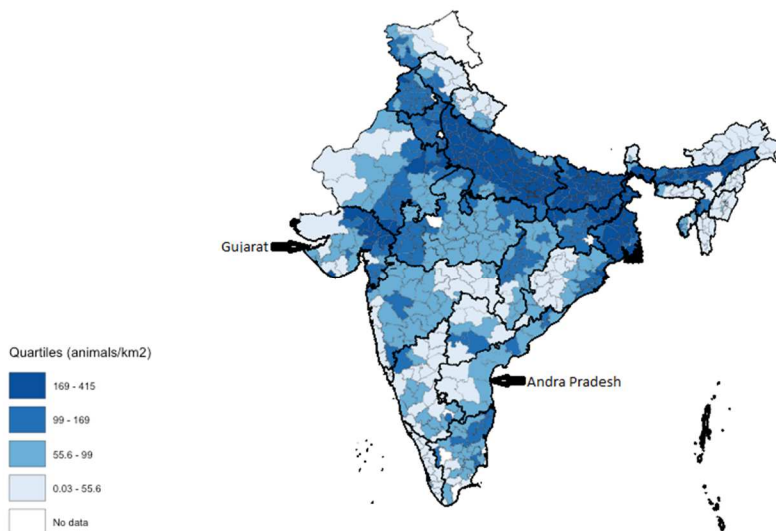 Gujarat
Quartiles (animals/km2)
169 - 415
99 - 169
55.6 - 99
0.03 - 55.6
No data
Andra Pradesh